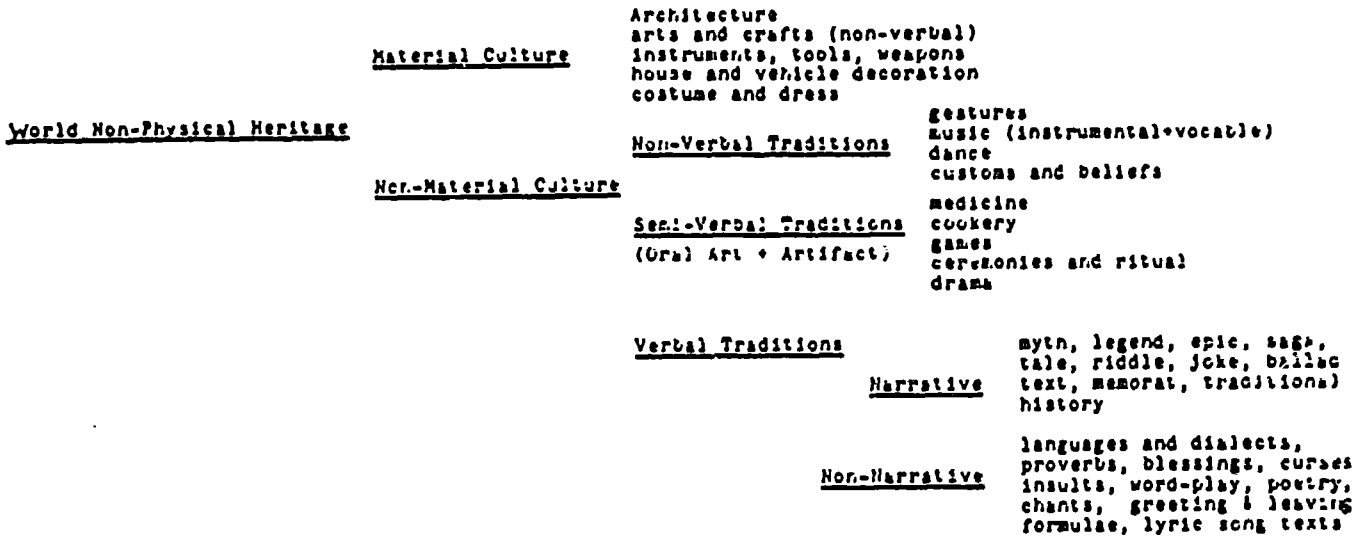 World Non-Physical Heritage
Material Culture
Architecture
arts and crafts (non-verbal)
instruments, tools, weapons
house and vehicle decoration
costume and dress
Non-Material Culture
Non-Verbal Traditions
gestures
music (instrumental+vocable)
dance
customs and beliefs
Semi-Verbal Traditions
(Oral Art + Artifact)
medicine
cookery
games
ceremonies and ritual
drama
Verbal Traditions
Narrative
myth, legend, epic, saga,
tale, riddle, joke, ballad
text, memorat, traditional
history
Non-Narrative
languages and dialects,
proverbs, blessings, curses
insults, word-play, poetry,
chants, greeting & leaving
formulae, lyric song texts